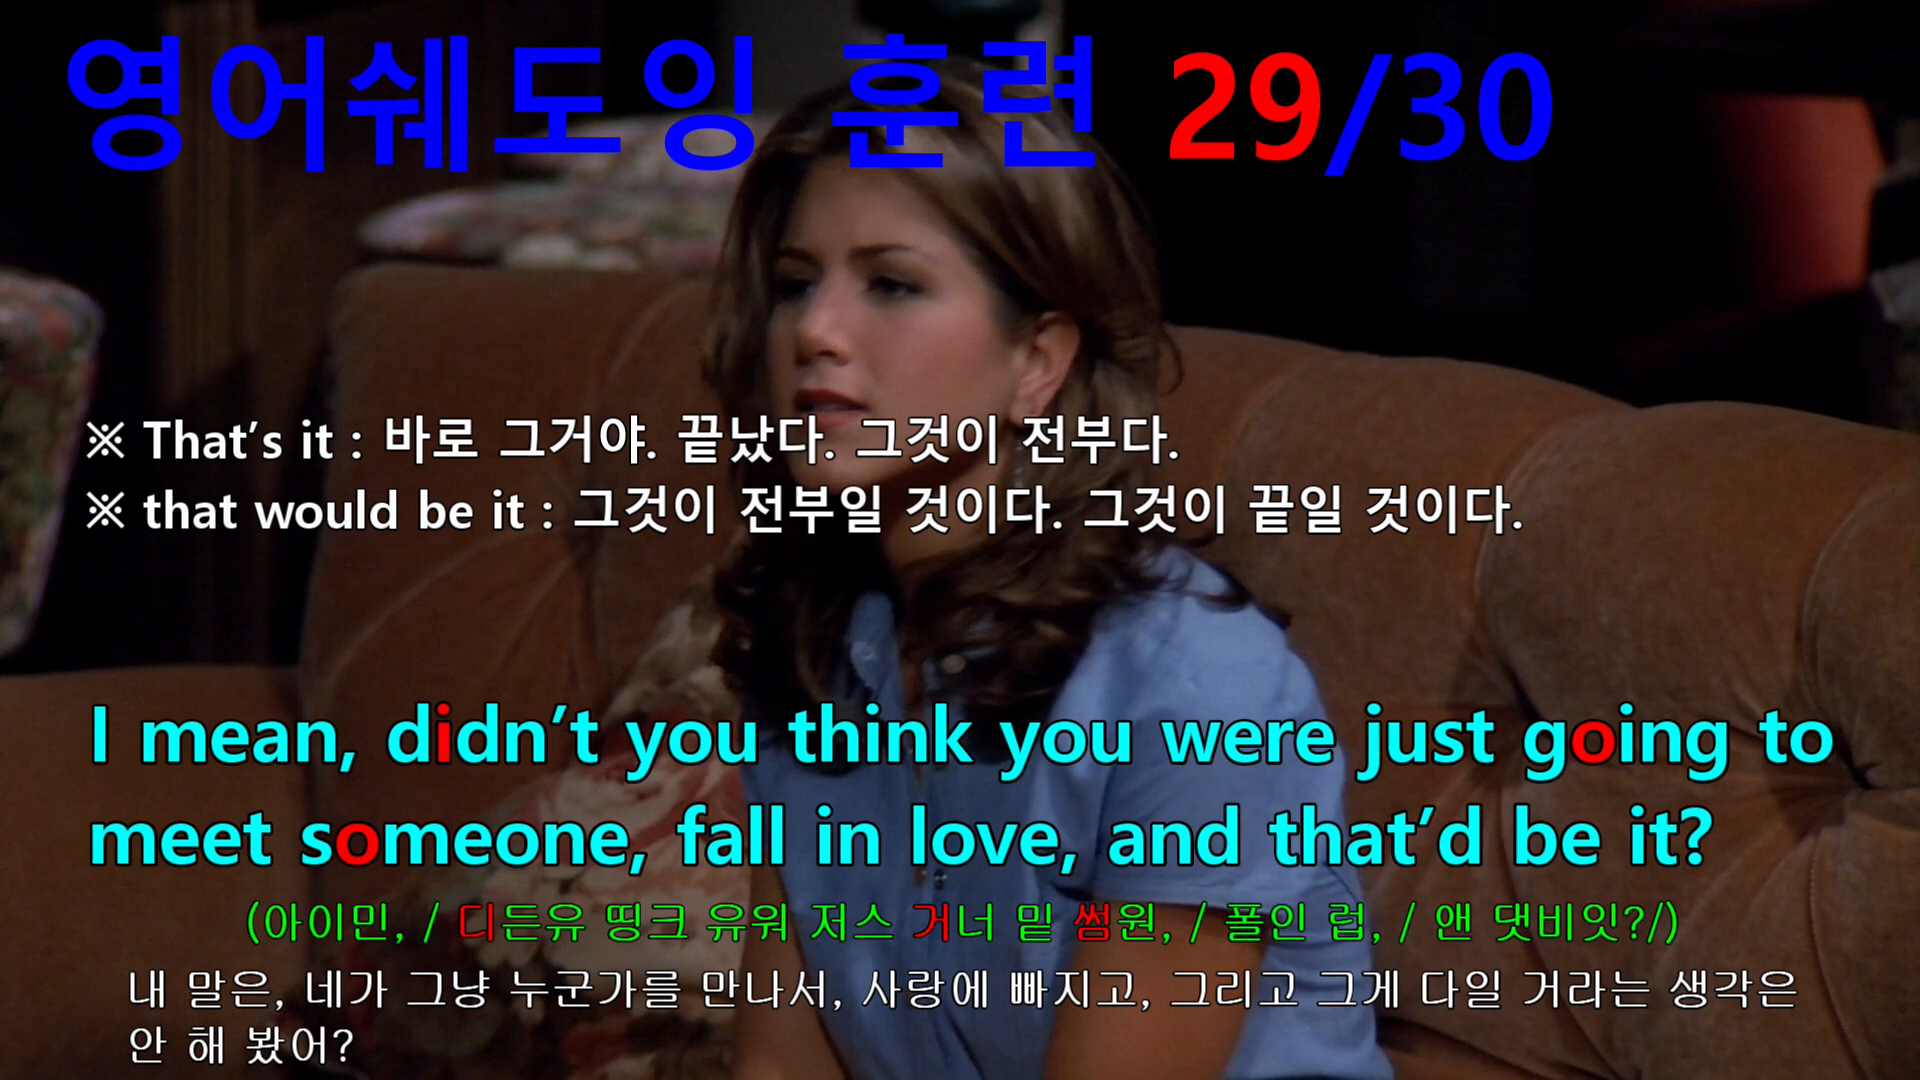 영어쉐도잉 훈련 29/30
※ That's it : 바로 그거야. 끝났다. 그것이 전부다.
※ that would be it : 그것이 전부일 것이다. 그것이 끝일 것이다.
I mean, didn't you think you were just going to
meet someone, fall in love, and that'd be it?
(아이민, / 디든유 띵크 유워 저스 거너 밑 썸원, / 폴인 럽, / 앤 댓비잇?/)
내 말은, 네가 그냥 누군가를 만나서, 사랑에 빠지고, 그리고 그게 다일 거라는 생각은
안 해 봤어?